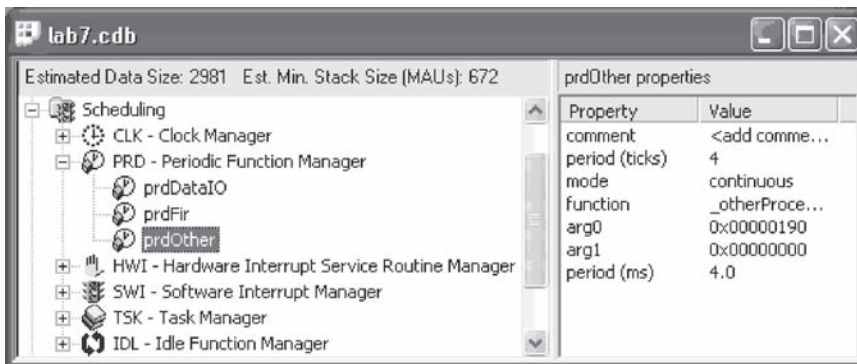 lab7.cdb
Estimated Data Size: 2981 Est. Min. Stack Size (MAUs): 672
Scheduling
CLK - Clock Manager
PRD - Periodic Function Manager
prdDataIO
prdFir
prdOther
HWI - Hardware Interrupt Service Routine Manager
SWI - Software Interrupt Manager
TSK - Task Manager
IDL - Idle Function Manager
prdOther properties
Property Value
comment <add comme...
period (ticks) 4
mode continuous
function _otherProce...
arg0 0x00000190
arg1 0x00000000
period (ms) 4.0